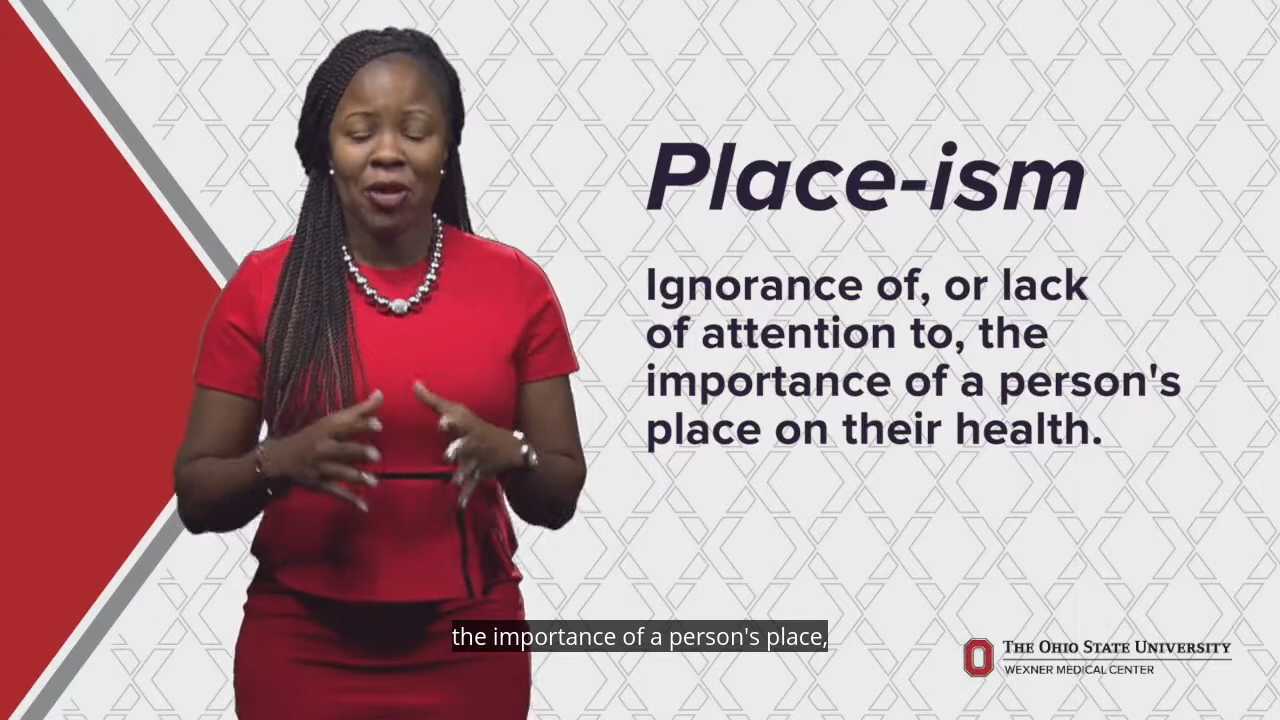 Place-ism
Ignorance of, or lack
of attention to, the
importance of a person's
place on their health.
the importance of a person's place,
THE OHIO STATE UNIVERSITY
WEXNER MEDICAL CENTER